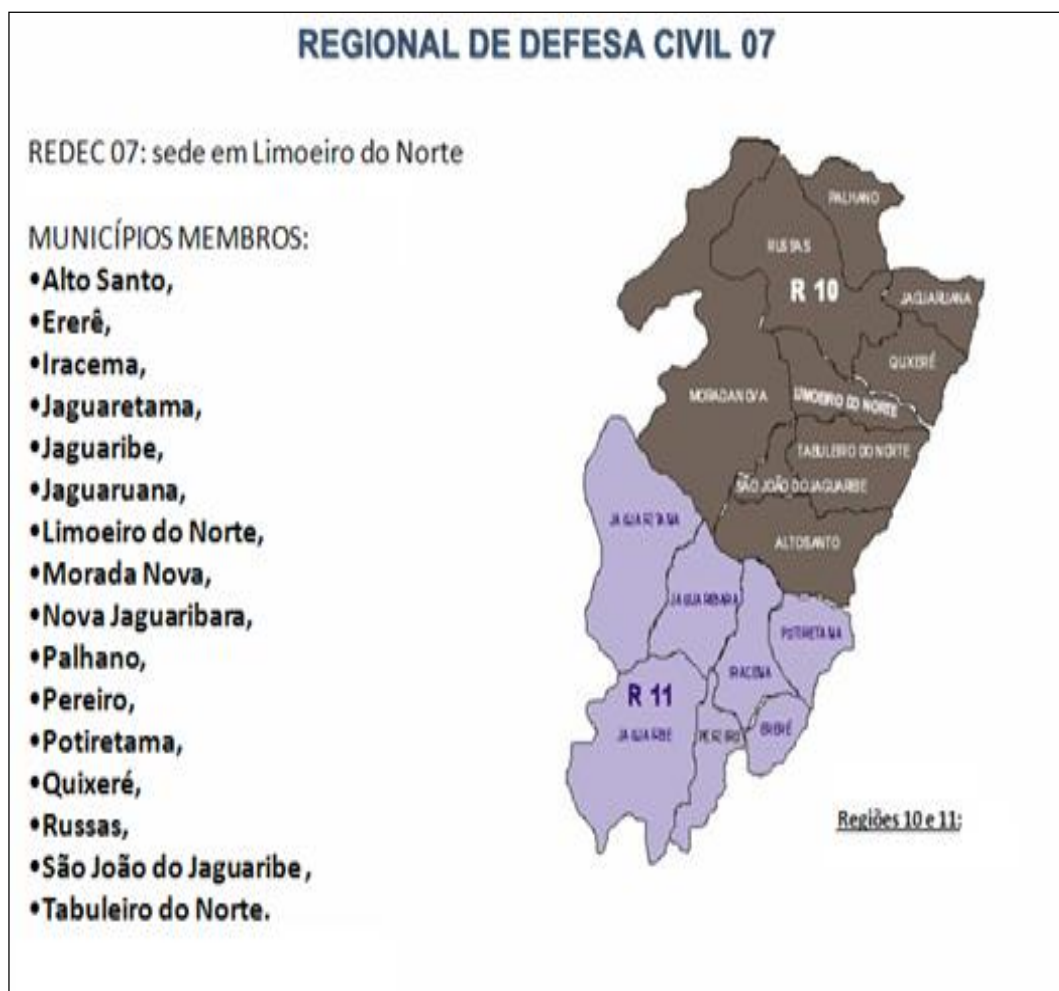 REGIONAL DE DEFESA CIVIL 07
REDEC 07: sede em Limoeiro do Norte
MUNICÍPIOS MEMBROS:
•Alto Santo,
•Ererê,
•Iracema,
•Jaguaretama,
•Jaguaribe,
•Jaguaruana,
•Limoeiro do Norte,
•Morada Nova,
•Nova Jaguaribara,
•Palhano,
•Pereiro,
•Potiretama,
•Quixeré,
•Russas,
•São João do Jaguaribe,
•Tabuleiro do Norte.
PALHANO
RUSSAS
R 10
JAGUARUANA
QUIXERÉ
MORADA NOVA
LIMOEIRO DO NORTE
TABULEIRO DO NORTE
SÃO JOÃO DO JAGUARIBE
ALTO SANTO
JAGUARETAMA
JAGUARIBARA
POTIRETAMA
IRACEMA
R 11
JAGUARIBE
PEREIRO
ERERÉ
Regiões 10 e 11: